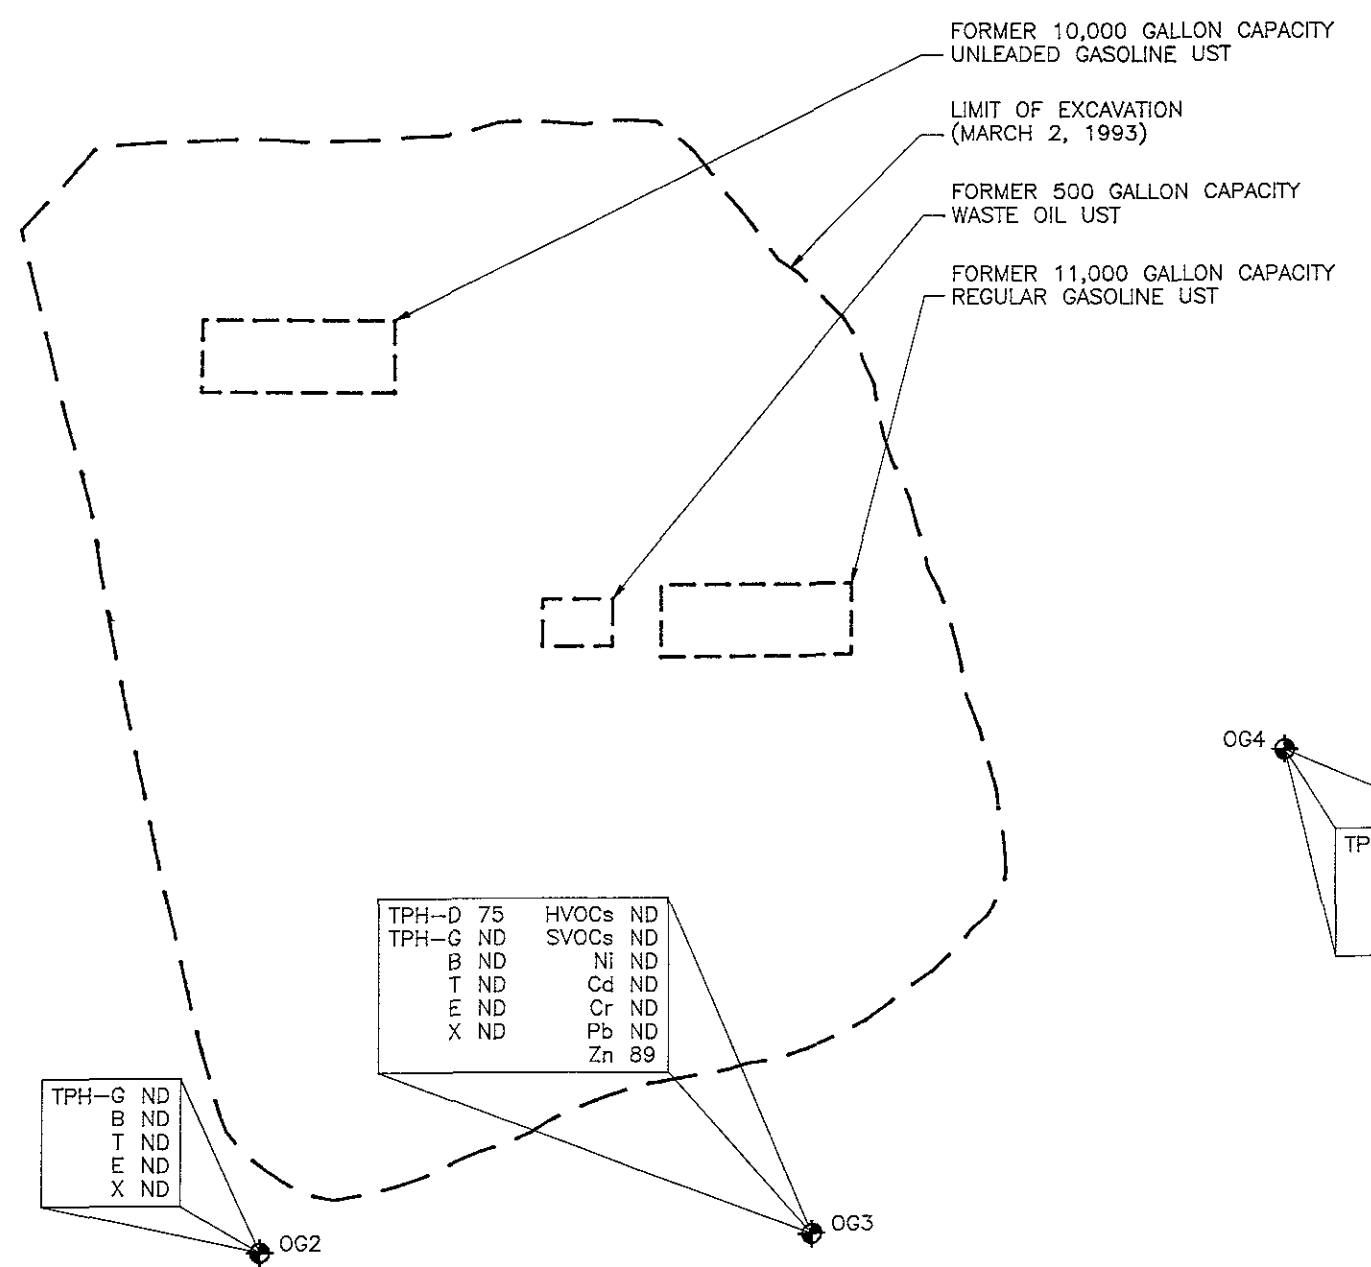 FORMER 10,000 GALLON CAPACITY
UNLEADED GASOLINE UST
LIMIT OF EXCAVATION
(MARCH 2, 1993)
FORMER 500 GALLON CAPACITY
WASTE OIL UST
FORMER 11,000 GALLON CAPACITY
REGULAR GASOLINE UST
OG4
TP
TPH-D 75 HVOCs ND
TPH-G ND SVOCs ND
B ND Ni ND
T ND Cd ND
E ND Cr ND
X ND Pb ND
Zn 89
TPH-G ND
B ND
T ND
E ND
X ND
OG2
OG3